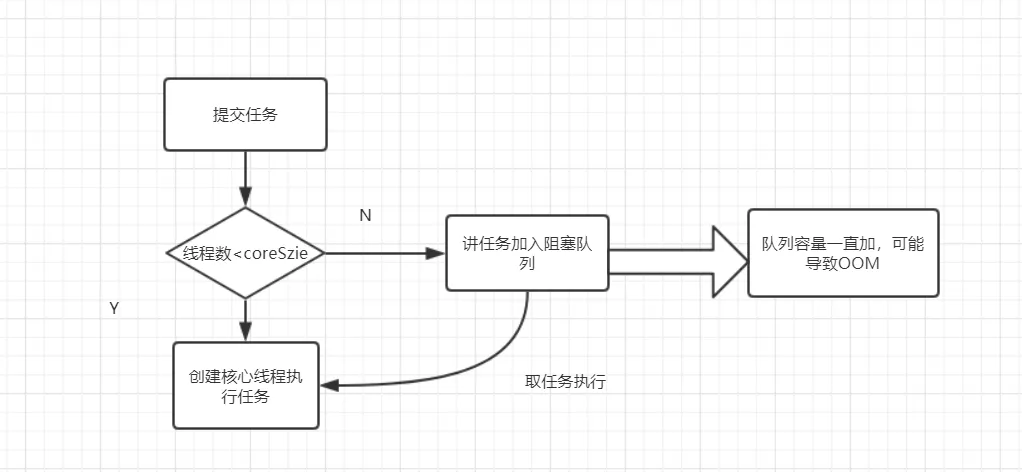 提交任务
N
线程数<coreSzie
讲任务加入阻塞队
列
队列容量一直加，可能
导致OOM
Y
创建核心线程执
行任务
取任务执行